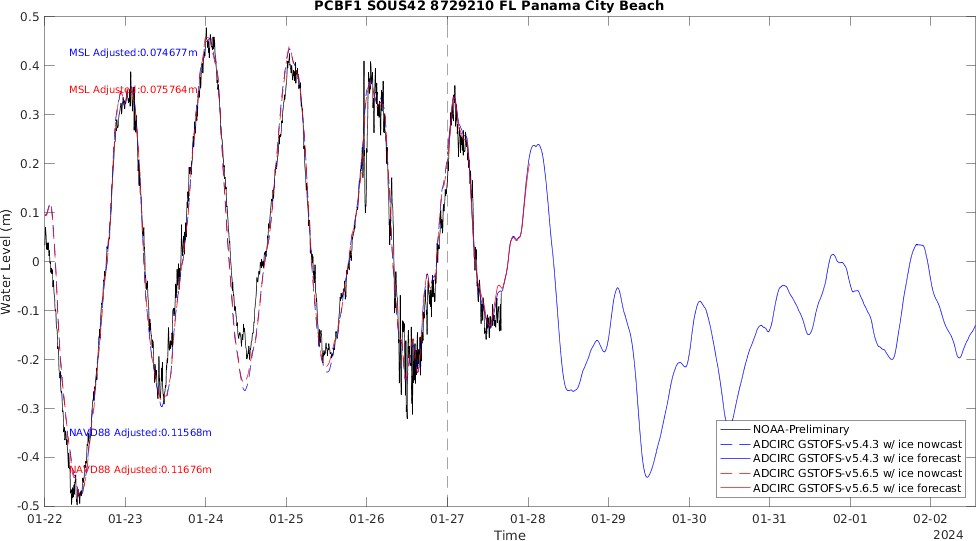 PCBF1 SOUS42 8729210 FL Panama City Beach
0.5
0.4
0.3
0.2
0.1
0
-0.1
-0.2
-0.3
-0.4
-0.5
Water Level (m)
MSL Adjusted:0.074677m
MSL Adjusted:0.075764m
NAVD88 Adjusted:0.11568m
NAVD88 Adjusted:0.11676m
NOAA-Preliminary
ADCIRC GSTOFS-v5.4.3 w/ ice nowcast
ADCIRC GSTOFS-v5.4.3 w/ ice forecast
ADCIRC GSTOFS-v5.6.5 w/ ice nowcast
ADCIRC GSTOFS-v5.6.5 w/ ice forecast
01-22 01-23 01-24 01-25 01-26 01-27 01-28 01-29 01-30 01-31 02-01 02-02
Time
2024